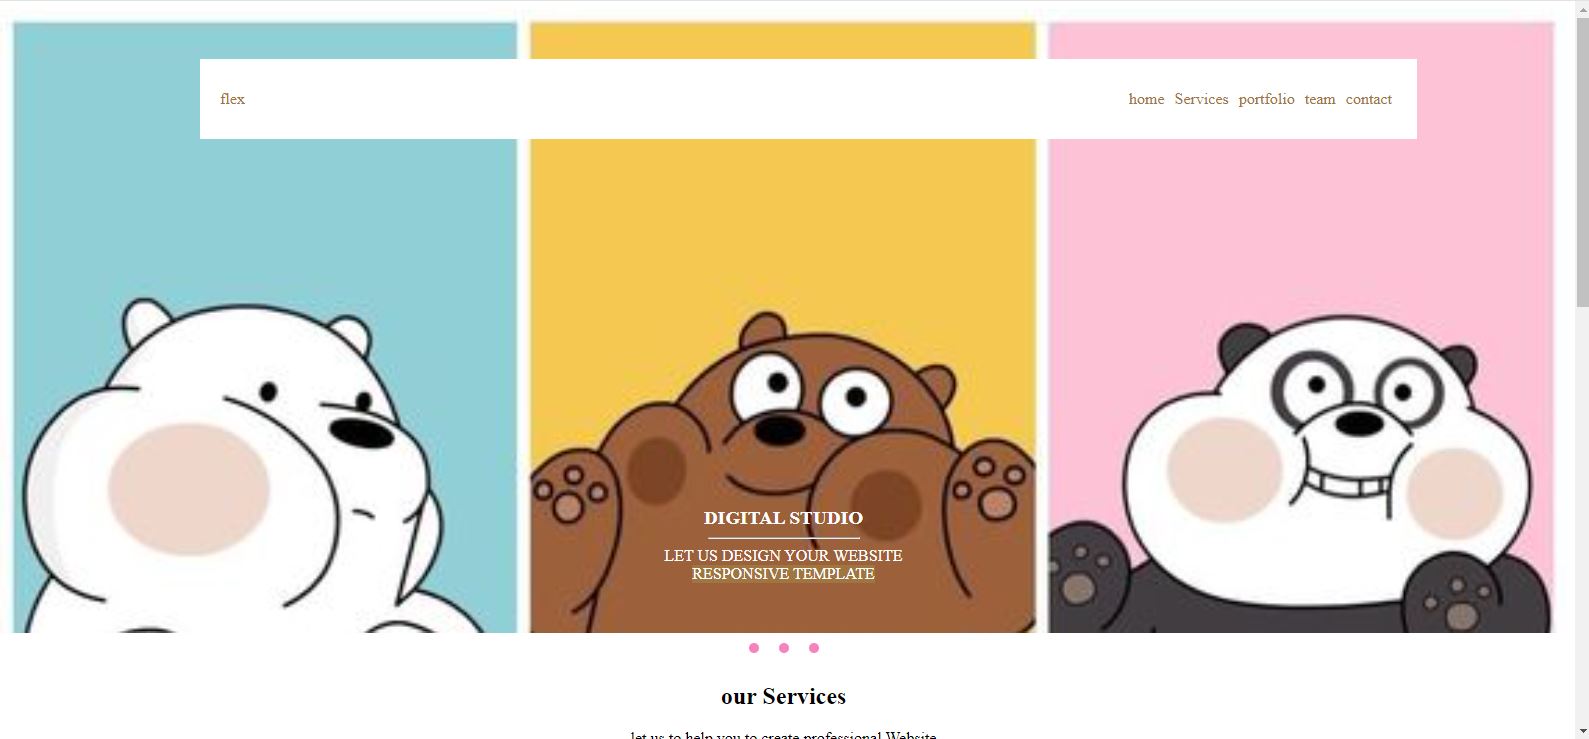 flex
home Services portfolio team contact
DIGITAL STUDIO
LET US DESIGN YOUR WEBSITE
RESPONSIVE TEMPLATE
our Services
let us to help you to create professional Website